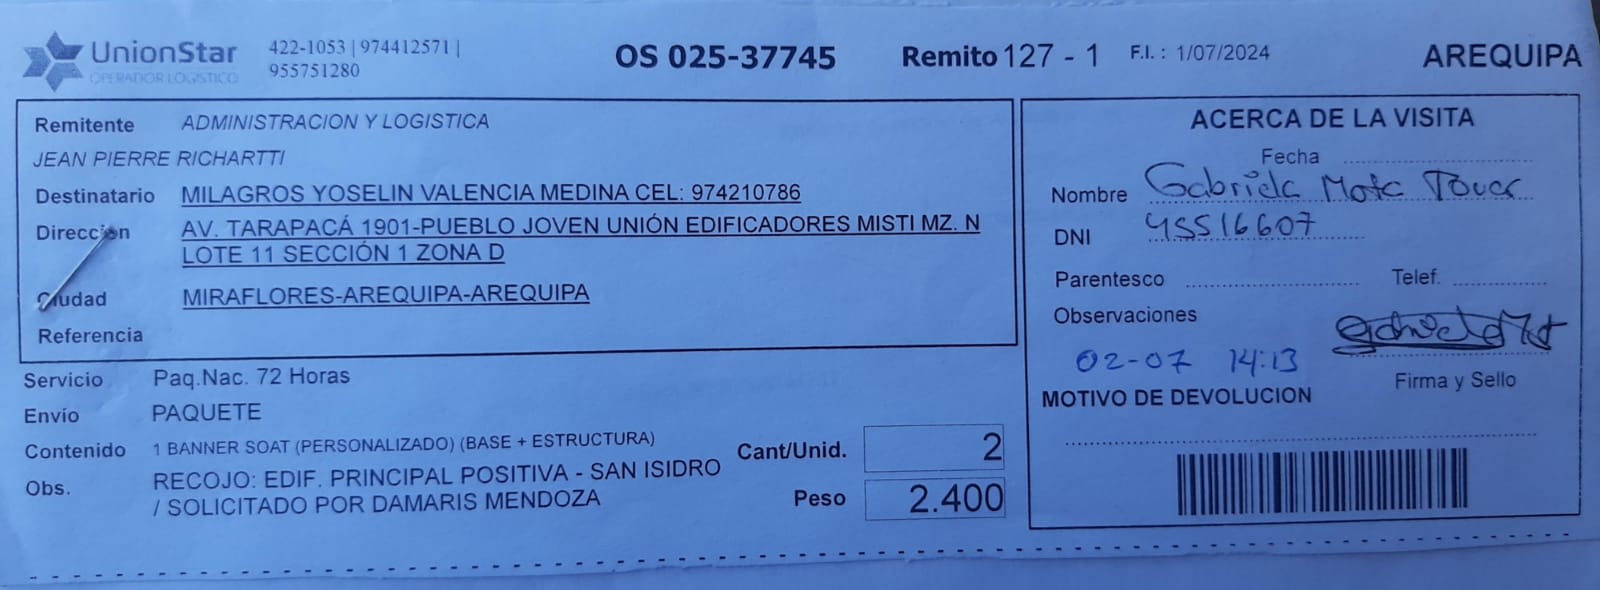 UnionStar
OPERADOR LOGISTICO
422-1053 | 974412571 |
955751280
OS 025-37745
Remito 127 - 1
F.I. : 1/07/2024
AREQUIPA
Remitente ADMINISTRACION Y LOGISTICA
JEAN PIERRE RICHARTTI
Destinatario MILAGROS YOSELIN VALENCIA MEDINA CEL: 974210786
Dirección AV. TARAPACÁ 1901-PUEBLO JOVEN UNIÓN EDIFICADORES MISTI MZ. N
LOTE 11 SECCIÓN 1 ZONA D
Ciudad MIRAFLORES-AREQUIPA-AREQUIPA
Referencia
Servicio Paq.Nac. 72 Horas
Envío PAQUETE
Contenido 1 BANNER SOAT (PERSONALIZADO) (BASE + ESTRUCTURA)
Obs. RECOJO: EDIF. PRINCIPAL POSITIVA - SAN ISIDRO
/ SOLICITADO POR DAMARIS MENDOZA
Cant/Unid. 2
Peso 2.400
ACERCA DE LA VISITA
Fecha
Nombre Gabriela Mota
DNI 45516607
Parentesco Telef.
Observaciones
02-07 14:13
Firma y Sello
MOTIVO DE DEVOLUCION